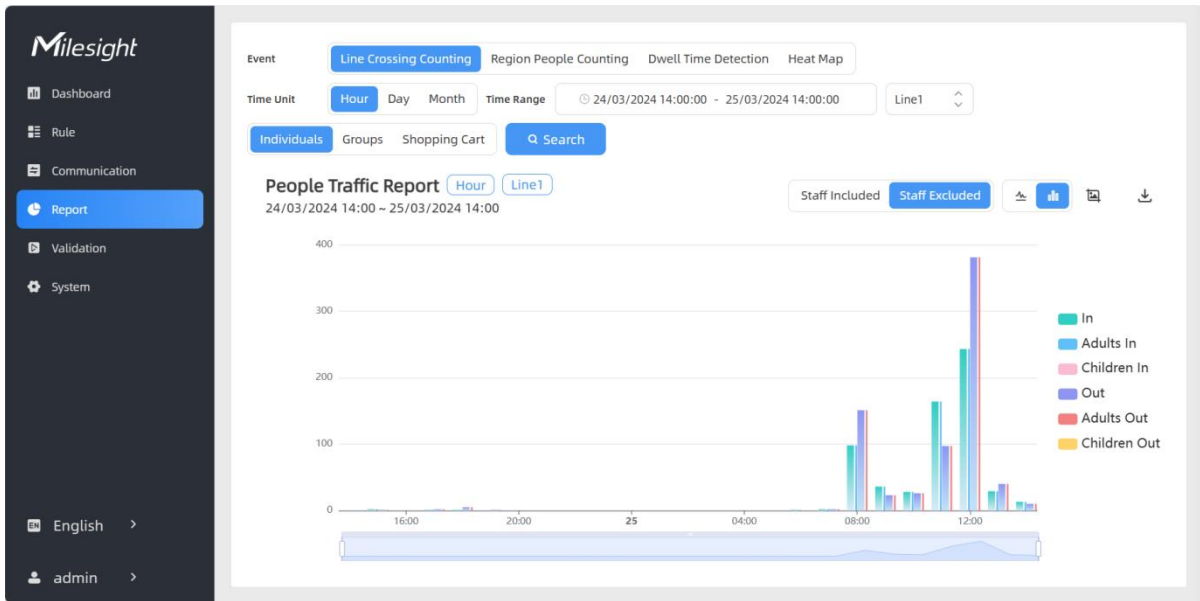 Milesight
Dashboard
Rule
Communication
Report
Validation
System
EN English >
admin >
Event Line Crossing Counting Region People Counting Dwell Time Detection Heat Map
Time Unit Hour Day Month Time Range 24/03/2024 14:00:00 - 25/03/2024 14:00:00 Line1
Individuals Groups Shopping Cart Search
People Traffic Report Hour Line1
24/03/2024 14:00 ~ 25/03/2024 14:00
Staff Included Staff Excluded
400
300
200
100
0
16:00 20:00 25 04:00 08:00 12:00
In
Adults In
Children In
Out
Adults Out
Children Out